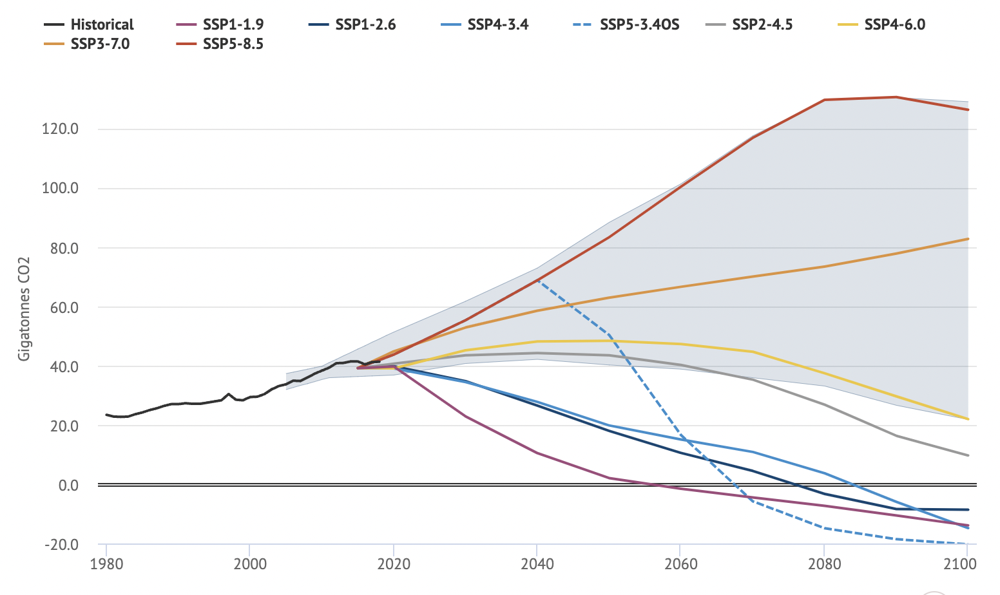 Historical SSP1-1.9 SSP1-2.6 SSP4-3.4 SSP5-3.4OS SSP2-4.5 SSP4-6.0
SSP3-7.0 SSP5-8.5
120.0
100.0
80.0
60.0
40.0
20.0
0.0
-20.0
Gigatonnes CO2
1980 2000 2020 2040 2060 2080 2100